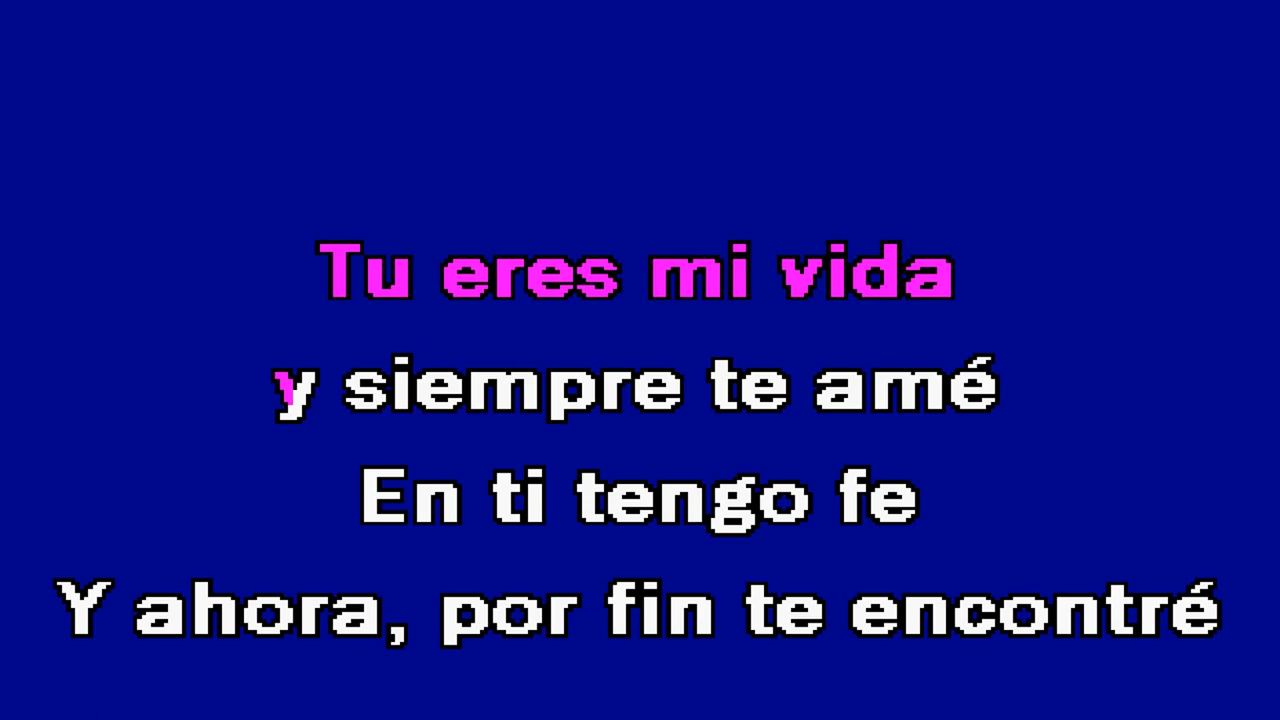 Tu eres mi vida
y siempre te amé
En ti tengo fe
Y ahora, por fin te encontré